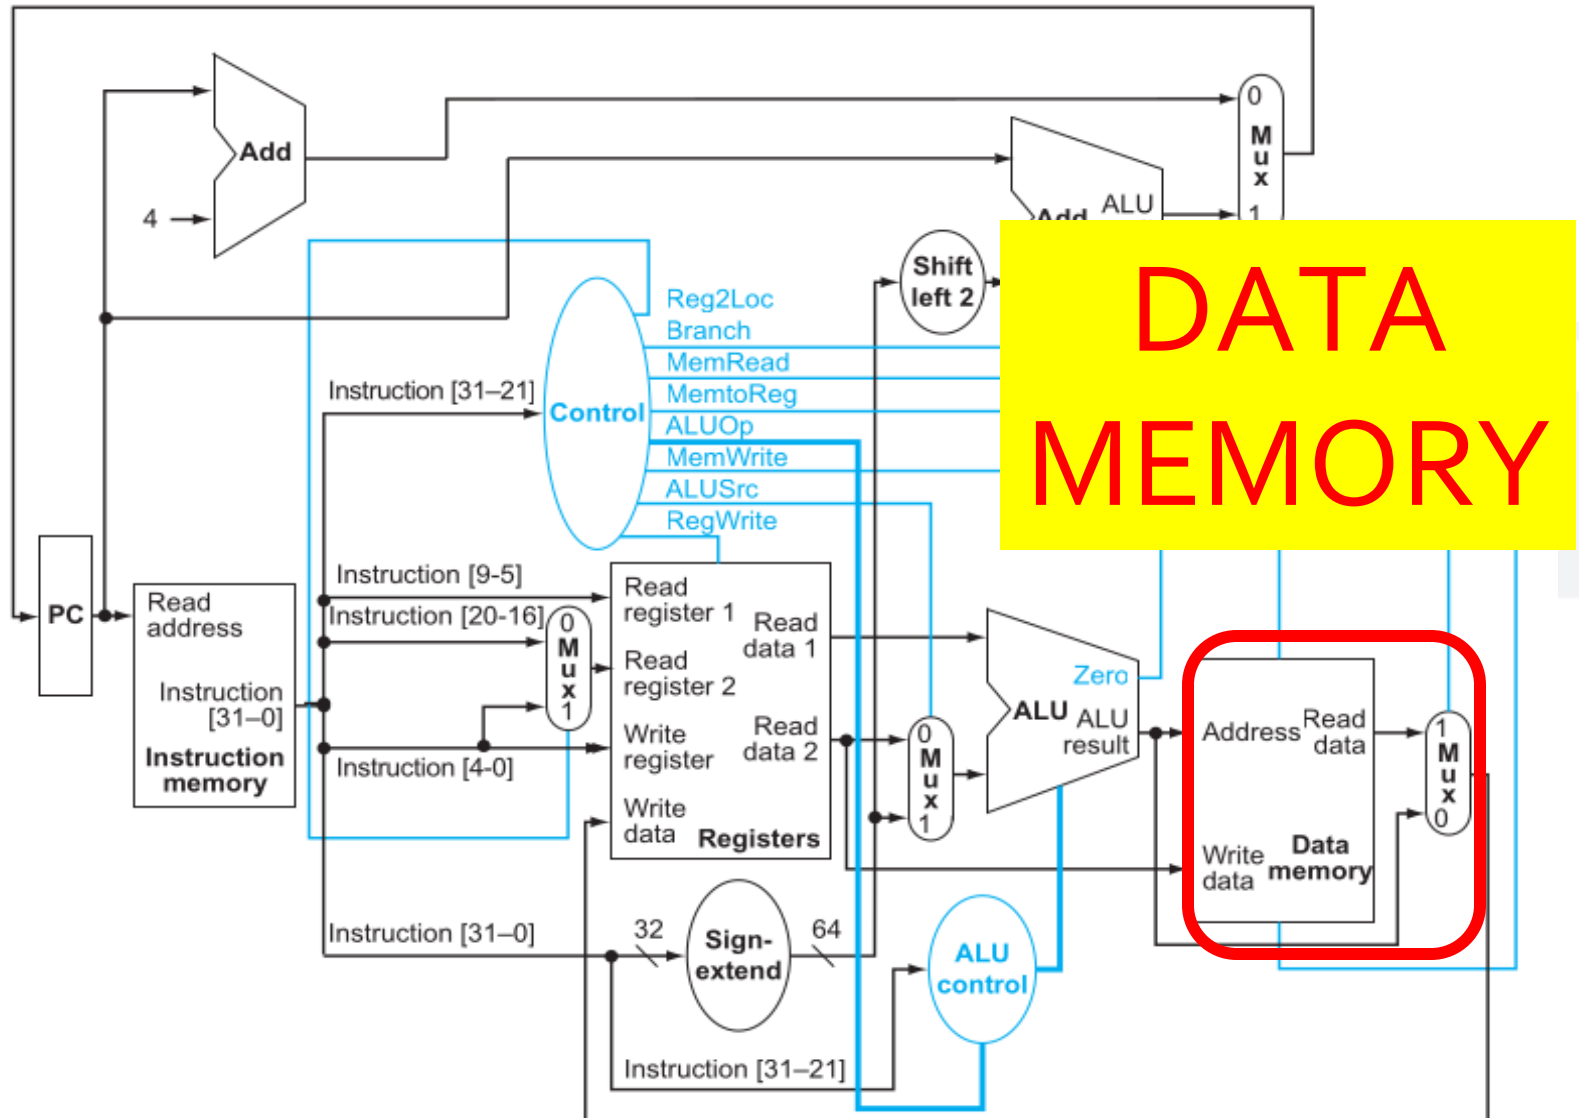 Add
4
0
Mux
1
Add
ALU
Shift
left 2
DATA
MEMORY
Reg2Loc
Branch
MemRead
MemtoReg
ALUOp
MemWrite
ALUSrc
RegWrite
Control
Instruction [31–21]
PC
Read
address
Instruction
[31–0]
Instruction
memory
Instruction [9-5]
Instruction [20-16]
Instruction [4-0]
0
Mux
1
Read
register 1
Read
register 2
Write
register
Write
data
Read
data 1
Read
data 2
Registers
0
Mux
1
Zero
ALU
ALU
result
Address
Read
data
Write
data
Data
memory
1
Mux
0
Instruction [31–0]
32
Sign-
extend
64
ALU
control
Instruction [31–21]